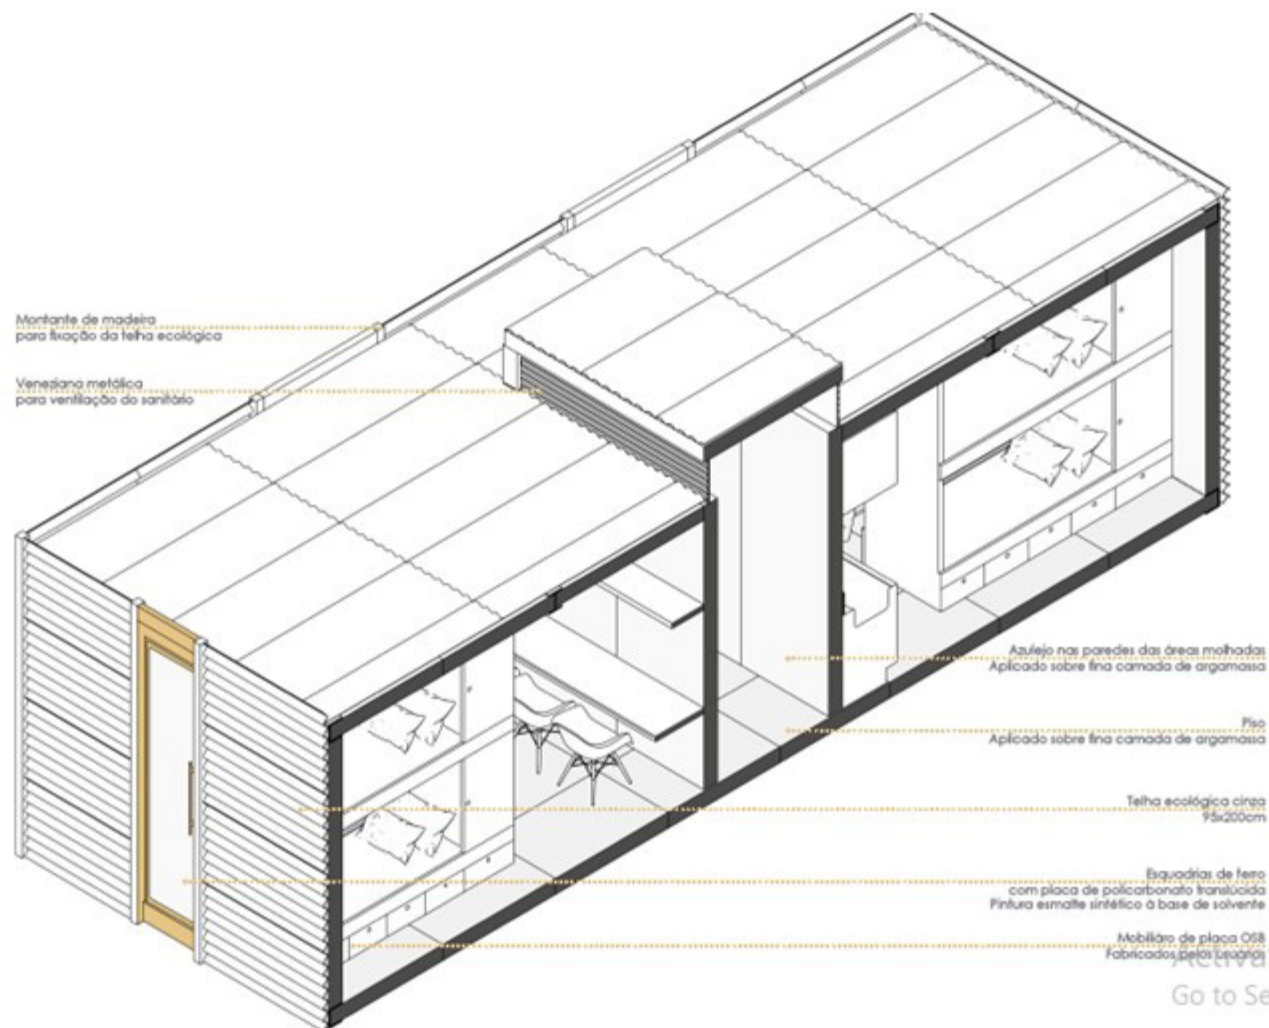 Montante de madeira
para fixação da telha ecológica
Veneziana metálica
para ventilação do sanitário
Azulejo nas paredes das áreas molhadas
Aplicado sobre fina camada de argamassa
Piso
Aplicado sobre fina camada de argamassa
Telha ecológica cinza
95x200cm
Esquadrias de ferro
com placa de policarbonato translúcida
Pintura esmalte sintético à base de solvente
Mobiliáro de placa OSB
Fabricados pelos usuários
Activa
Go to Se